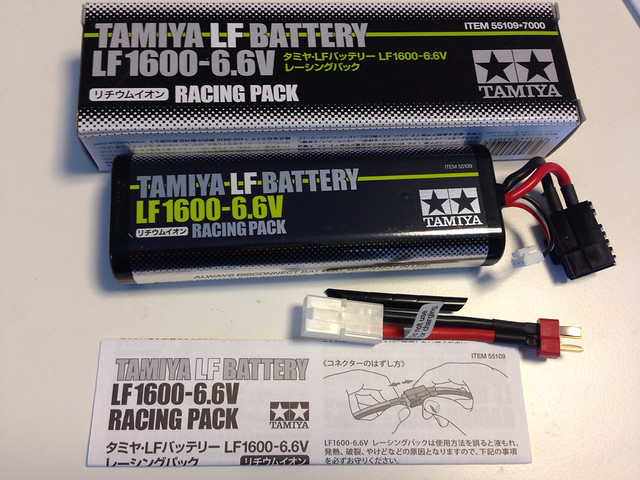 TAMIYA LF BATTERY
ITEM 55109•7000
LF1600-6.6V
タミヤ・LFバッテリー LF1600-6.6V
レーシングパック
リチウムイオン RACING PACK
TAMIYA
TAMIYA LF BATTERY
ITEM 55109
LF1600-6.6V
リチウムイオン RACING PACK
TAMIYA
ALWAYS DISCONNECT
not use
TAMIYA LF BATTERY
LF1600-6.6V
RACING PACK
TAMIYA
タミヤ・LFバッテリー LF1600-6.6V
レーシングパック リチウムイオン
《コネクターのはずし方》
ITEM 55109
LF1600-6.6V レーシングパックは使用方法を誤ると液もれ、
発熱、破裂、やけどなどの原因となりますので、下記の事項
を必ずお守りください。